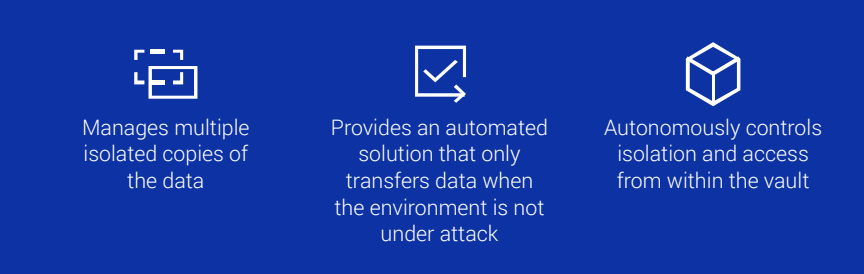 Manages multiple
isolated copies of
the data
Provides an automated
solution that only
transfers data when
the environment is not
under attack
Autonomously controls
isolation and access
from within the vault